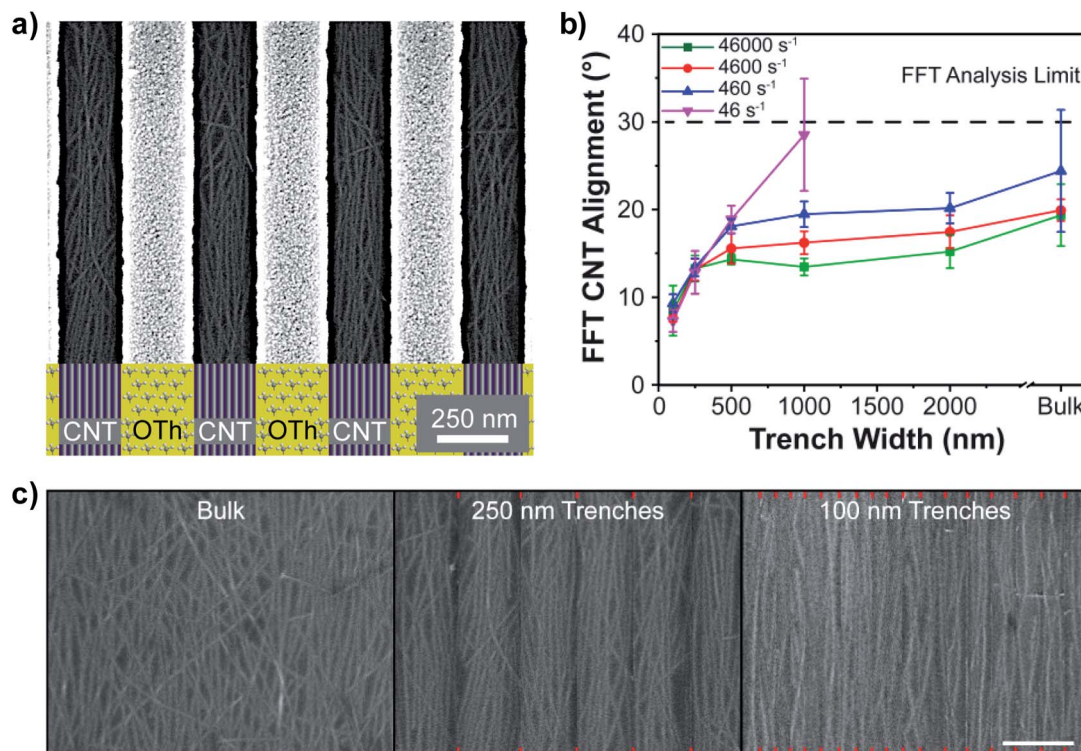 a)
CNT OTh CNT OTh CNT
250 nm
b)
FFT CNT Alignment (°)
40
30
20
10
0
46000 s⁻¹
4600 s⁻¹
460 s⁻¹
46 s⁻¹
FFT Analysis Limit
0 500 1000 2000 Bulk
Trench Width (nm)
c)
Bulk 250 nm Trenches 100 nm Trenches